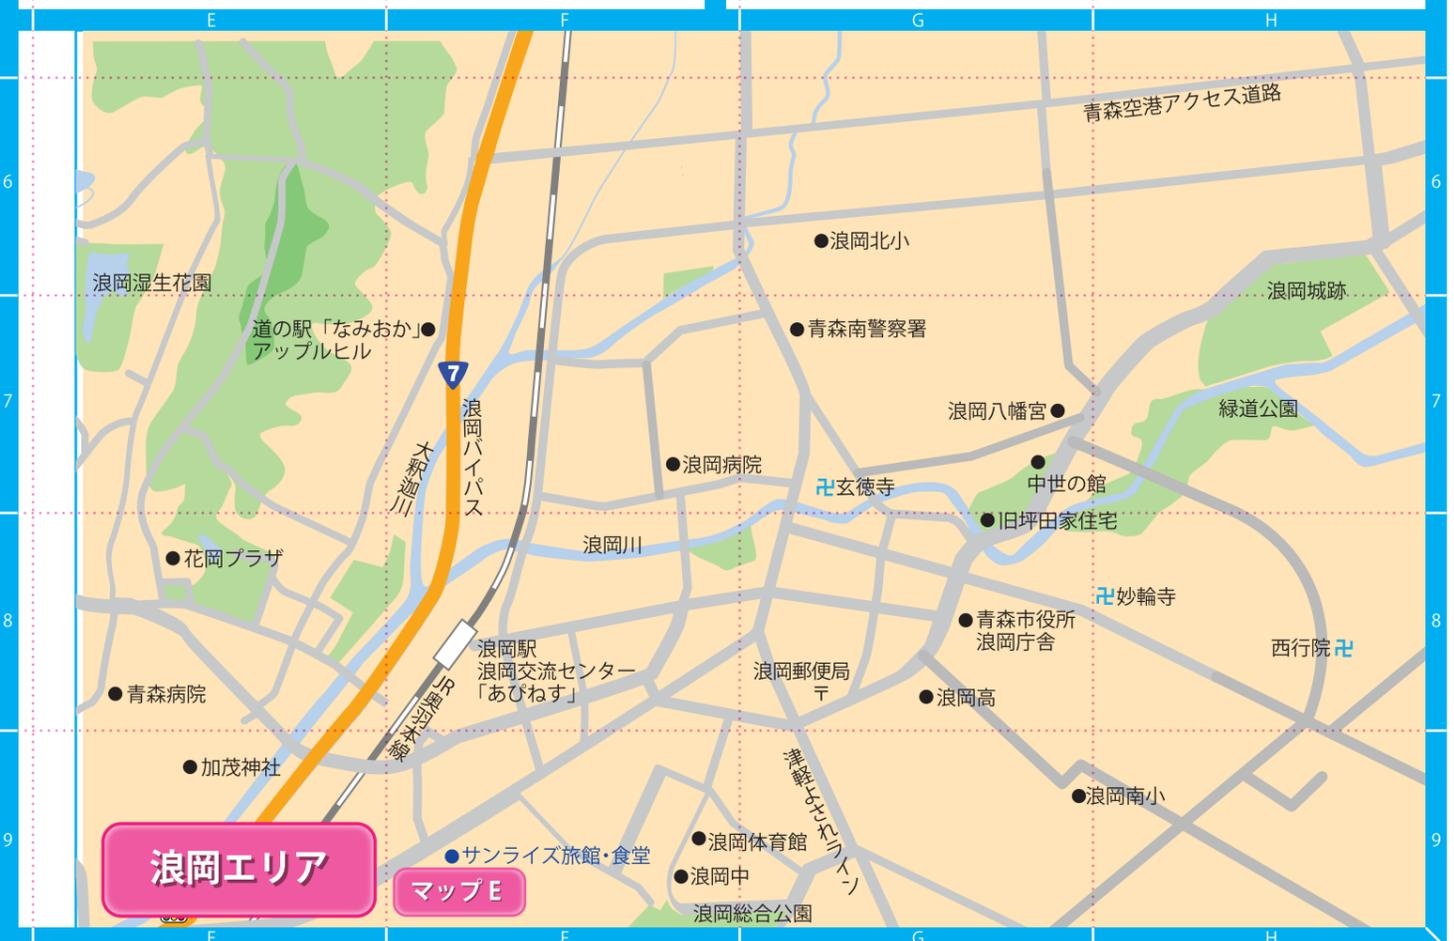 E F G H
6
6
青森空港アクセス道路
浪岡北小
浪岡湿生花園
浪岡城跡
道の駅「なみおか」
アップルヒル
青森南警察署
7
7
7
浪岡バイパス
大釈迦川
浪岡八幡宮
緑道公園
浪岡病院
中世の館
卍玄徳寺
旧坪田家住宅
浪岡川
花岡プラザ
8
8
卍妙輪寺
青森市役所
浪岡庁舎
西行院卍
浪岡駅
浪岡交流センター
「あぴねす」
JR奥羽本線
浪岡郵便局
〒
青森病院
浪岡高
加茂神社
津軽よされライン
浪岡南小
9
9
浪岡体育館
サンライズ旅館・食堂
浪岡中
浪岡エリア
マップE
浪岡総合公園
E F G H